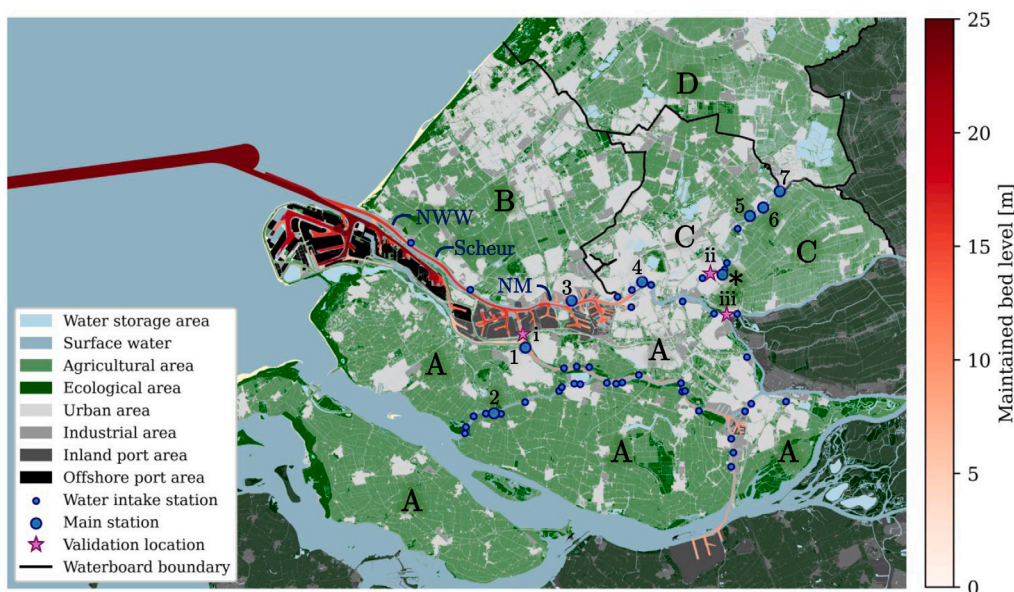 D
7
NWW
B
5
6
Scheur
C
C
ii
4
*
NM
3
iii
i
1
A
A
2
A
A
A
Water storage area
Surface water
Agricultural area
Ecological area
Urban area
Industrial area
Inland port area
Offshore port area
Water intake station
Main station
Validation location
Waterboard boundary
25
20
15
10
5
0
Maintained bed level [m]